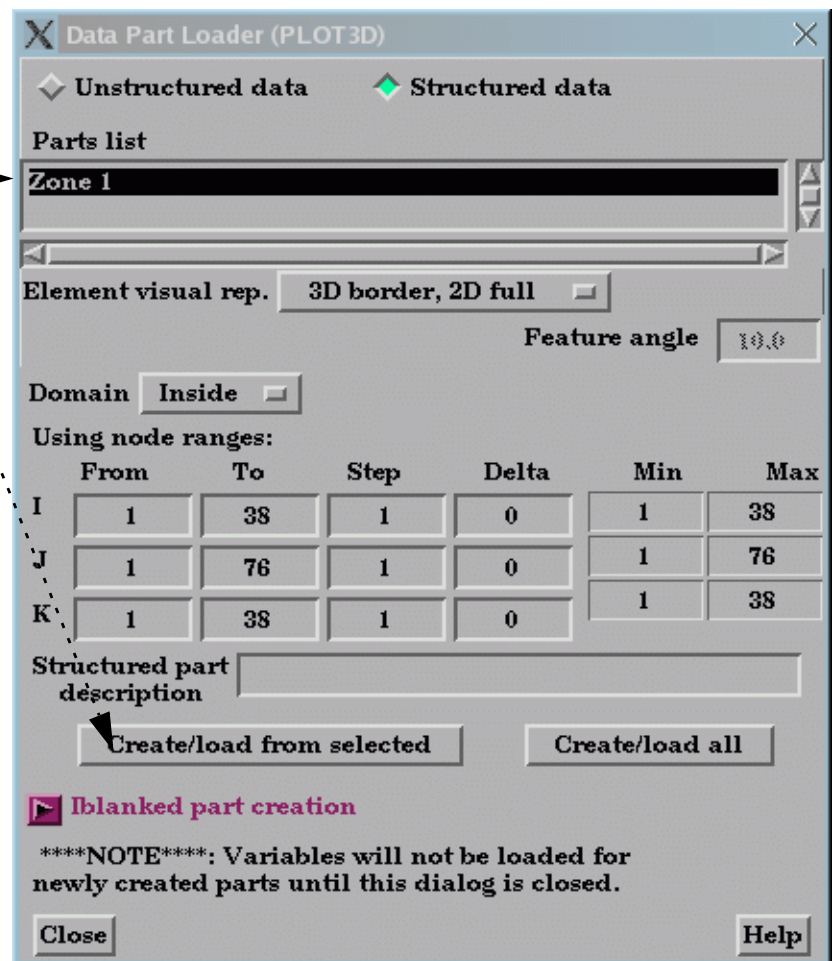 Data Part Loader (PLOT3D)
Unstructured data Structured data
Parts list
Zone 1
Element visual rep. 3D border, 2D full
Feature angle 10.0
Domain Inside
Using node ranges:
From To Step Delta Min Max
I 1 38 1 0 1 38
J 1 76 1 0 1 76
K 1 38 1 0 1 38
Structured part
description
Create/load from selected Create/load all
Iblanked part creation
****NOTE****: Variables will not be loaded for
newly created parts until this dialog is closed.
Close Help